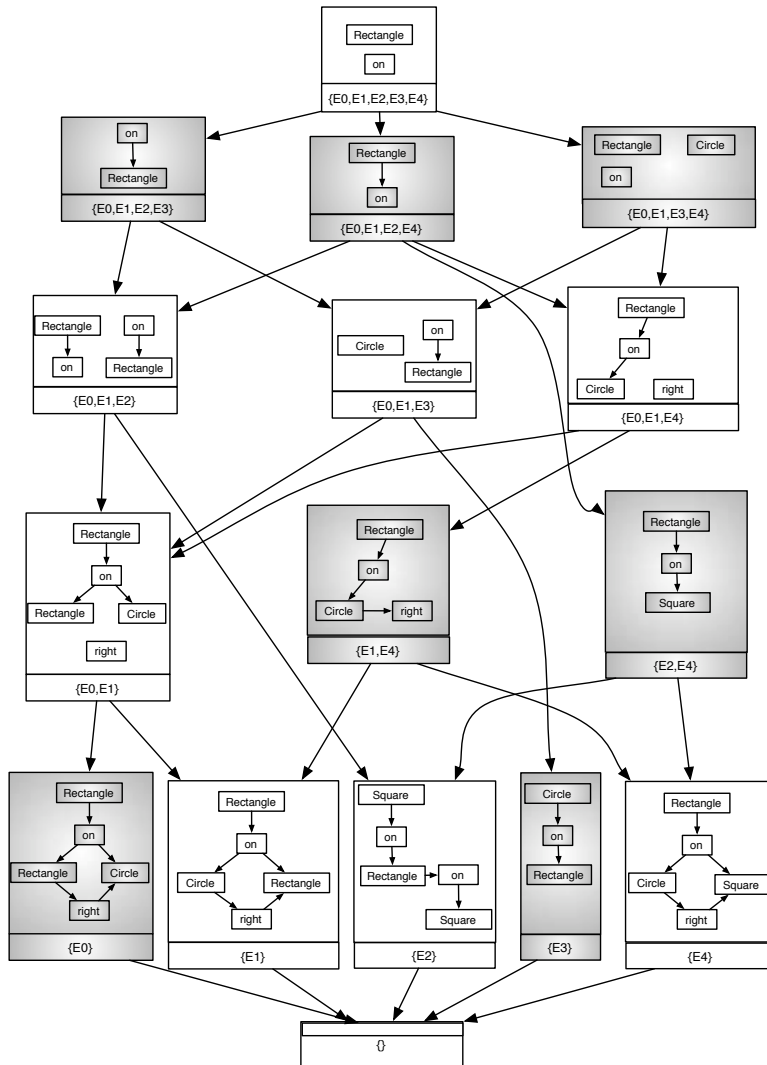 Rectangle
on
{E0,E1,E2,E3,E4}
on
Rectangle
{E0,E1,E2,E3}
Rectangle
on
{E0,E1,E2,E4}
Rectangle Circle
on
{E0,E1,E3,E4}
Rectangle on
on Rectangle
{E0,E1,E2}
on
Circle
Rectangle
{E0,E1,E3}
Rectangle
on
Circle right
{E0,E1,E4}
Rectangle
on
Rectangle Circle
right
{E0,E1}
Rectangle
on
Circle right
{E1,E4}
Rectangle
on
Square
{E2,E4}
Rectangle
on
Rectangle Circle
right
{E0}
Rectangle
on
Circle Rectangle
right
{E1}
Square
on
Rectangle on
Square
{E2}
Circle
on
Rectangle
{E3}
Rectangle
on
Circle Square
right
{E4}
{}